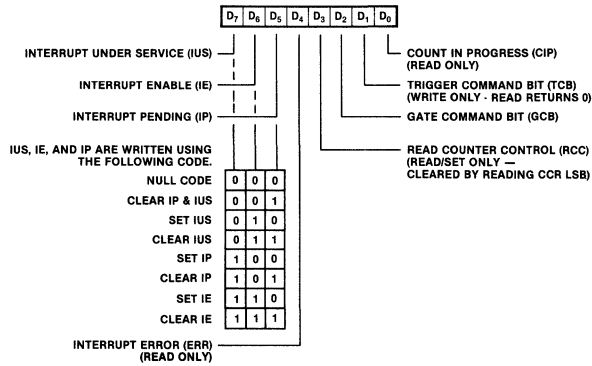 D7 D6 D5 D4 D3 D2 D1 D0
INTERRUPT UNDER SERVICE (IUS)
INTERRUPT ENABLE (IE)
INTERRUPT PENDING (IP)
IUS, IE, AND IP ARE WRITTEN USING
THE FOLLOWING CODE.
NULL CODE 0 0 0
CLEAR IP & IUS 0 0 1
SET IUS 0 1 0
CLEAR IUS 0 1 1
SET IP 1 0 0
CLEAR IP 1 0 1
SET IE 1 1 0
CLEAR IE 1 1 1
INTERRUPT ERROR (ERR)
(READ ONLY)
COUNT IN PROGRESS (CIP)
(READ ONLY)
TRIGGER COMMAND BIT (TCB)
(WRITE ONLY - READ RETURNS 0)
GATE COMMAND BIT (GCB)
READ COUNTER CONTROL (RCC)
(READ/SET ONLY —
CLEARED BY READING CCR LSB)